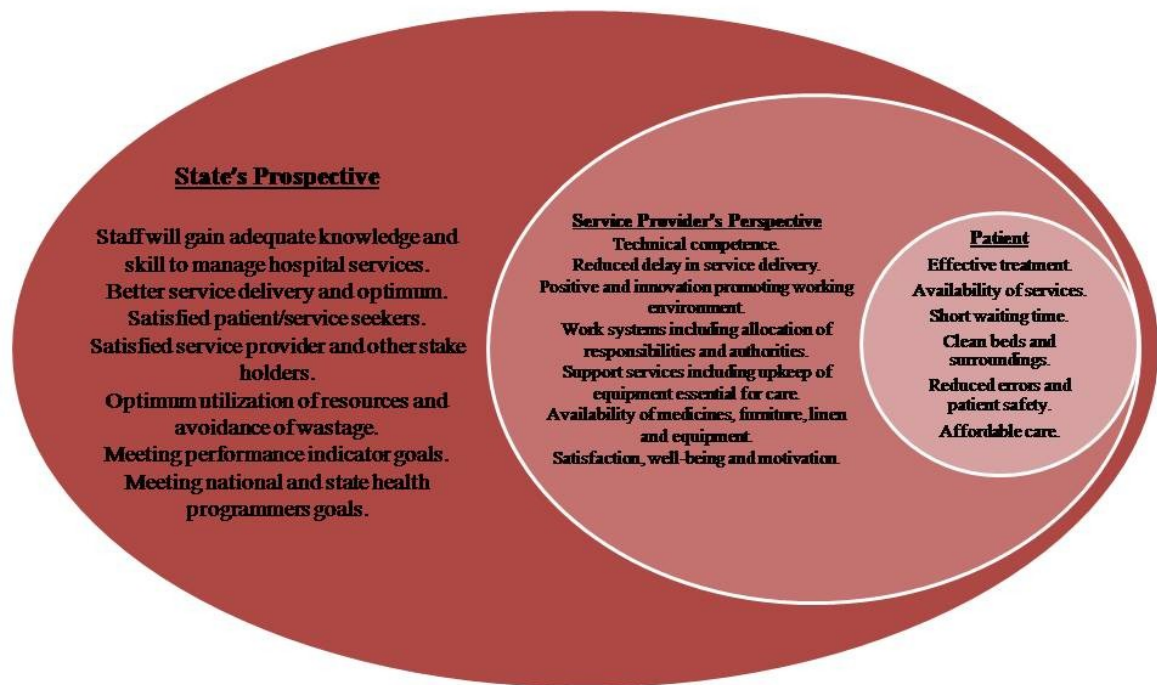 State's Prospective
Staff will gain adequate knowledge and
skill to manage hospital services.
Better service delivery and optimum.
Satisfied patient/service seekers.
Satisfied service provider and other stake
holders.
Optimum utilization of resources and
avoidance of wastage.
Meeting performance indicator goals.
Meeting national and state health
programmers goals.
Service Provider's Perspective
Technical competence.
Reduced delay in service delivery.
Positive and innovation promoting working
environment.
Work systems including allocation of
responsibilities and authorities.
Support services including upkeep of
equipment essential for care.
Availability of medicines, furniture, linen
and equipment.
Satisfaction, well-being and motivation.
Patient
Effective treatment.
Availability of services.
Short waiting time.
Clean beds and
surroundings.
Reduced errors and
patient safety.
Affordable care.